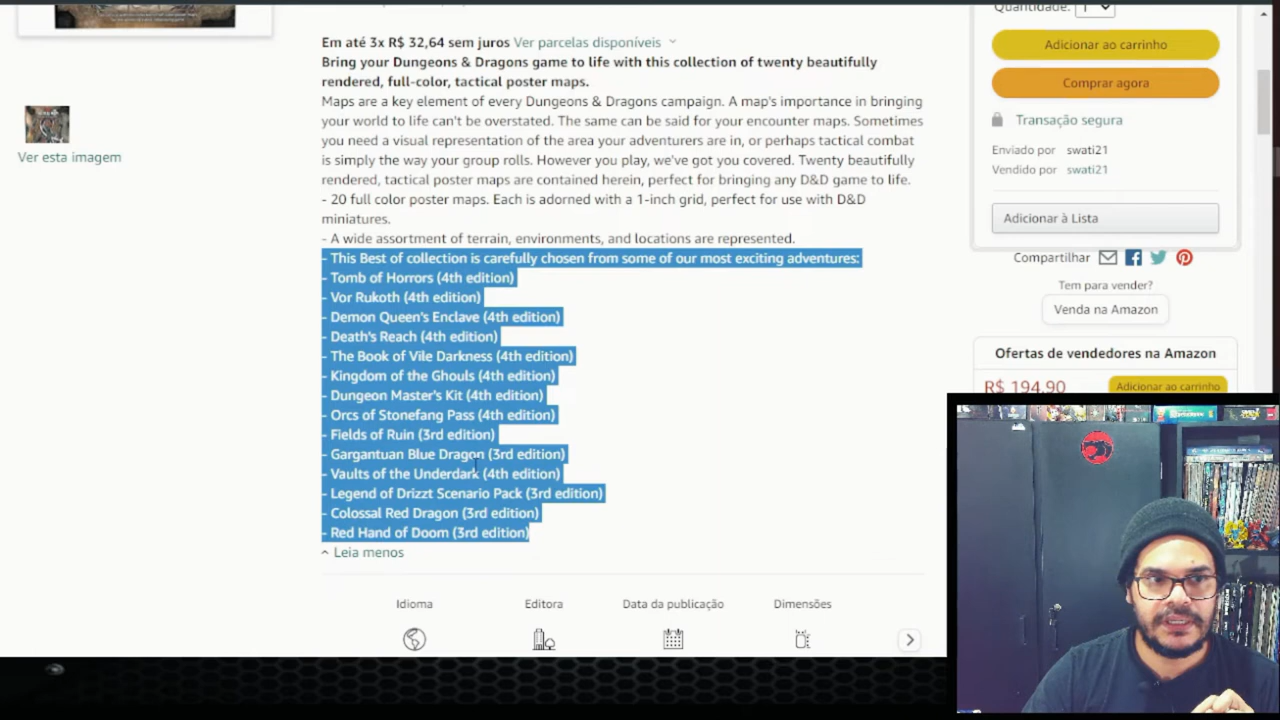 Em até 3x R$ 32,64 sem juros Ver parcelas disponíveis
Bring your Dungeons & Dragons game to life with this collection of twenty beautifully
rendered, full-color, tactical poster maps.
Maps are a key element of every Dungeons & Dragons campaign. A map's importance in bringing
your world to life can't be overstated. The same can be said for your encounter maps. Sometimes
you need a visual representation of the area your adventurers are in, or perhaps tactical combat
is simply the way your group rolls. However you play, we've got you covered. Twenty beautifully
rendered, tactical poster maps are contained herein, perfect for bringing any D&D game to life.
- 20 full color poster maps. Each is adorned with a 1-inch grid, perfect for use with D&D
miniatures.
- A wide assortment of terrain, environments, and locations are represented.
- This Best of collection is carefully chosen from some of our most exciting adventures:
- Tomb of Horrors (4th edition)
- Vor Rukoth (4th edition)
- Demon Queen's Enclave (4th edition)
- Death's Reach (4th edition)
- The Book of Vile Darkness (4th edition)
- Kingdom of the Ghouls (4th edition)
- Dungeon Master's Kit (4th edition)
- Orcs of Stonefang Pass (4th edition)
- Fields of Ruin (3rd edition)
- Gargantuan Blue Dragon (3rd edition)
- Vaults of the Underdark (4th edition)
- Legend of Drizzt Scenario Pack (3rd edition)
- Colossal Red Dragon (3rd edition)
- Red Hand of Doom (3rd edition)
Leia menos
Idioma
Editora
Data da publicação
Dimensões
Ver esta imagem
Quantidade: 1
Adicionar ao carrinho
Comprar agora
Transação segura
Enviado por swati21
Vendido por swati21
Adicionar à Lista
Compartilhar
Tem para vender?
Venda na Amazon
Ofertas de vendedores na Amazon
R$ 194,90
Adicionar ao carrinho